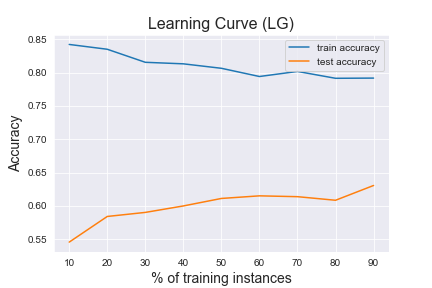 Learning Curve (LG)
train accuracy
test accuracy
Accuracy
0.85
0.80
0.75
0.70
0.65
0.60
0.55
10 20 30 40 50 60 70 80 90
% of training instances